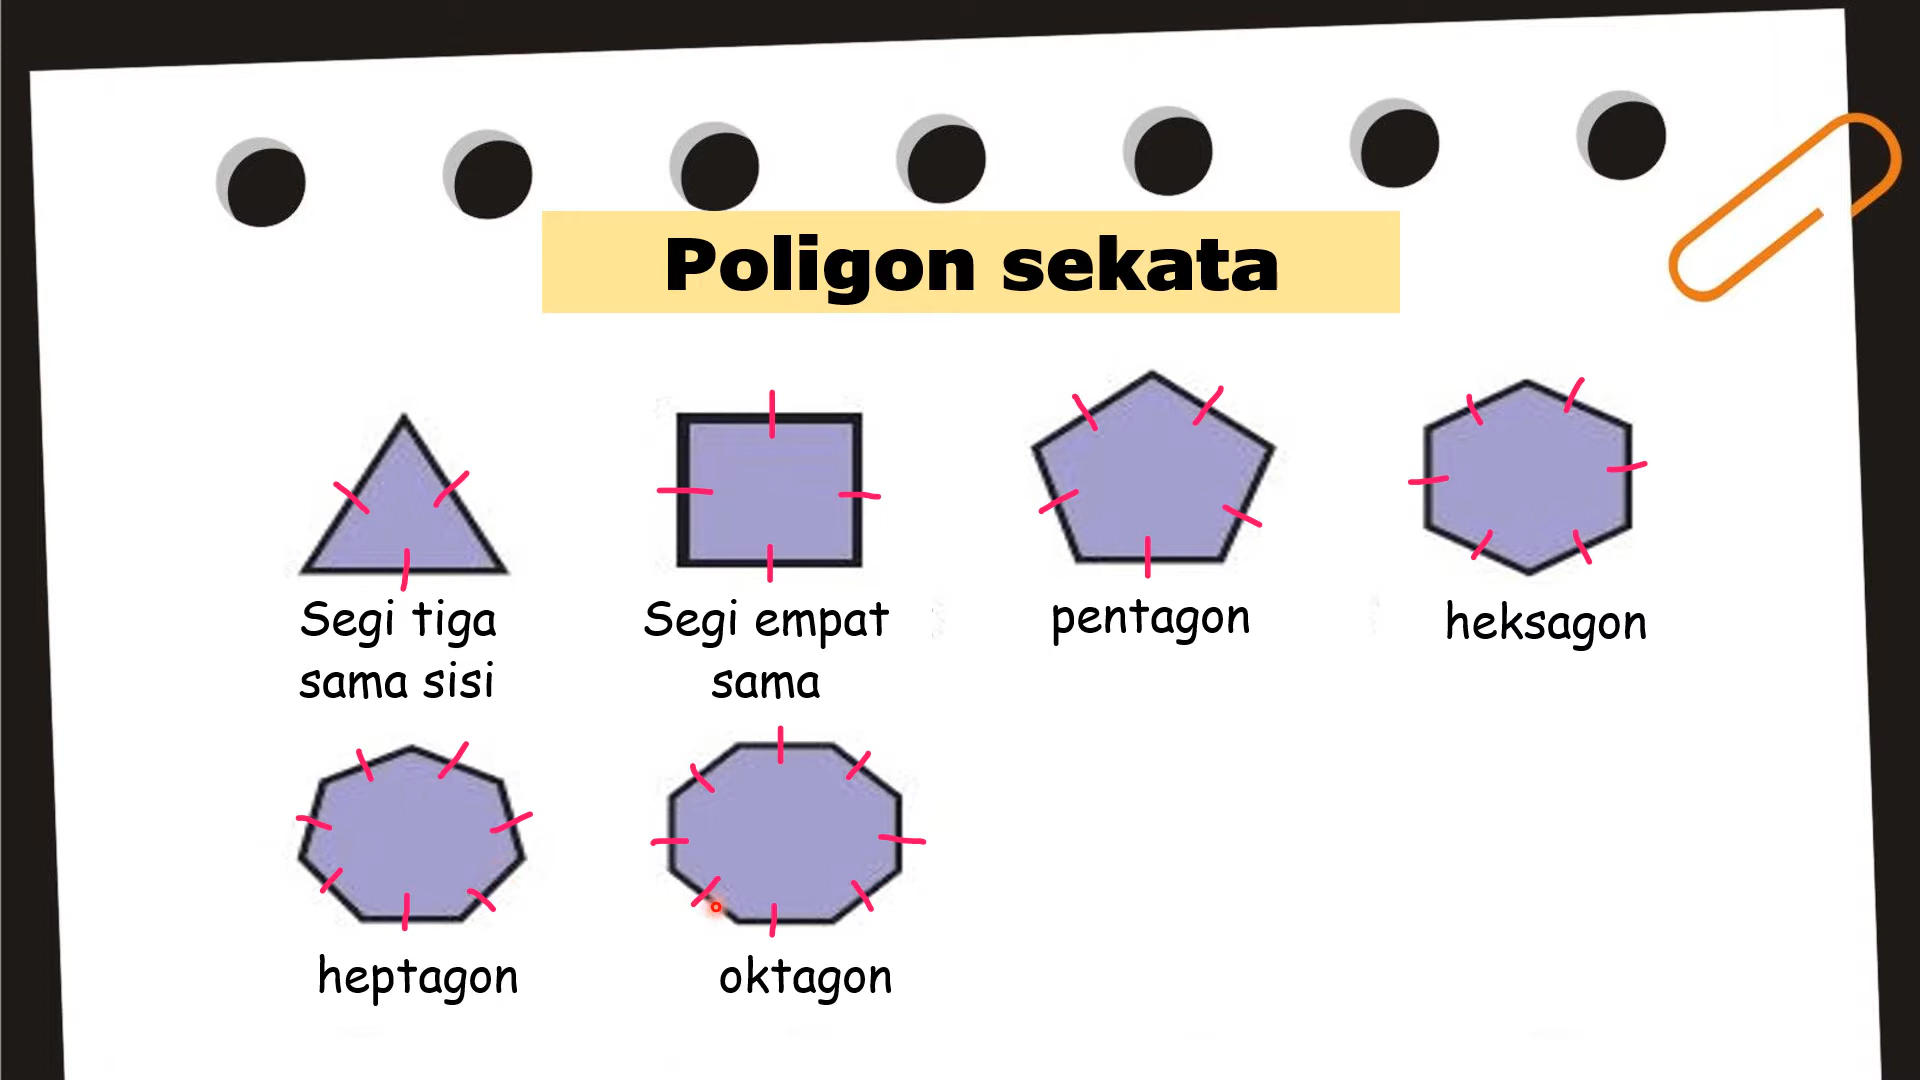 Poligon sekata
Segi tiga
sama sisi
Segi empat
sama
pentagon
heksagon
heptagon
oktagon